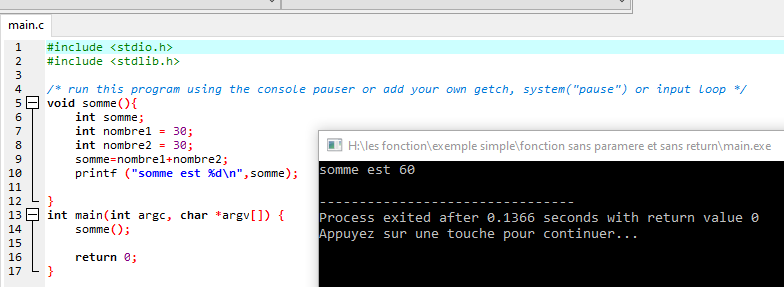 main.c
1 #include <stdio.h>
2 #include <stdlib.h>
3
4 /* run this program using the console pauser or add your own getch, system("pause") or input loop */
5 void somme(){
6 int somme;
7 int nombre1 = 30;
8 int nombre2 = 30;
9 somme=nombre1+nombre2;
10 printf ("somme est %d\n",somme);
11
12 }
13 int main(int argc, char *argv[]) {
14 somme();
15
16 return 0;
17 }
H:\les fonction\exemple simple\fonction sans paramere et sans return\main.exe
somme est 60
--------------------------------
Process exited after 0.1366 seconds with return value 0
Appuyez sur une touche pour continuer...